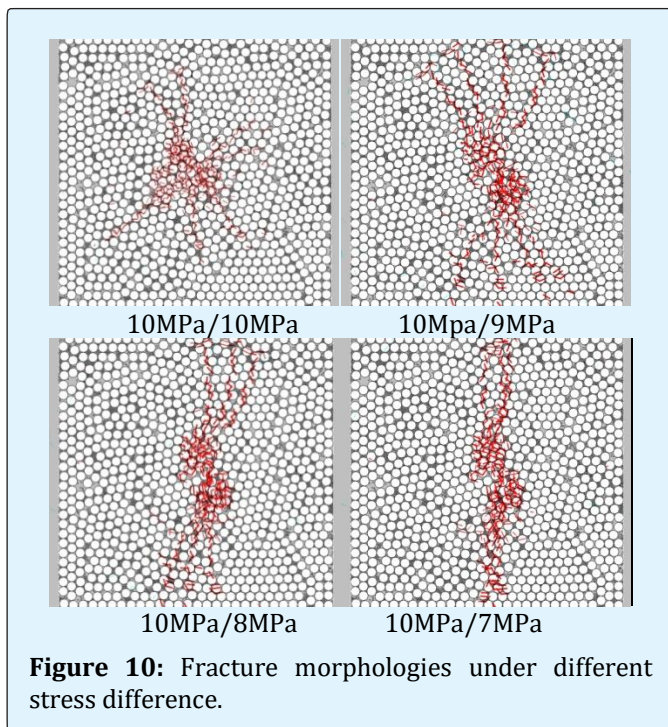 10MPa/10MPa
10Mpa/9MPa
10MPa/8MPa
10MPa/7MPa
Figure 10: Fracture morphologies under different
stress difference.